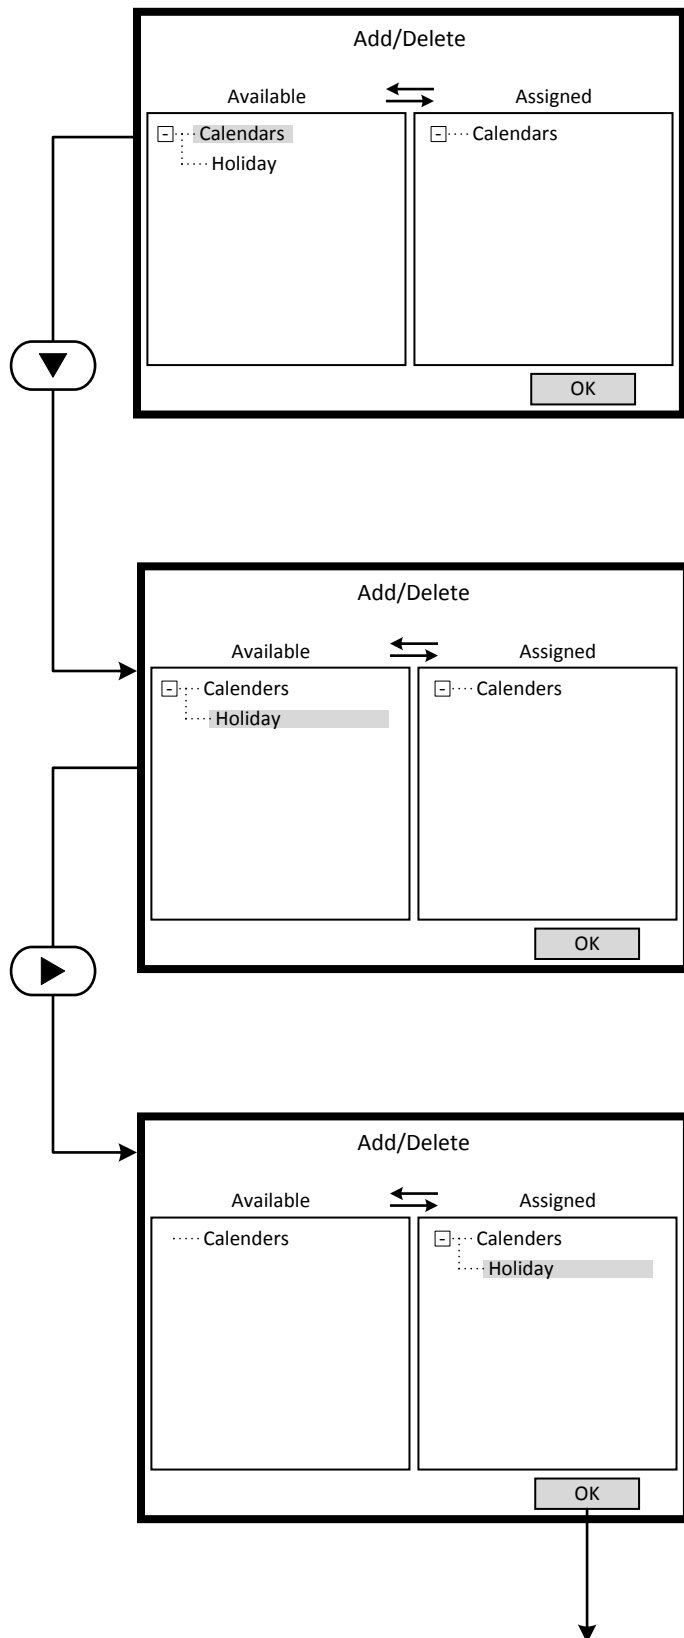 Add/Delete
Available Assigned
- Calendars - Calendars
Holiday
OK
Add/Delete
Available Assigned
- Calenders - Calenders
Holiday
OK
Add/Delete
Available Assigned
Calenders - Calenders
Holiday
OK